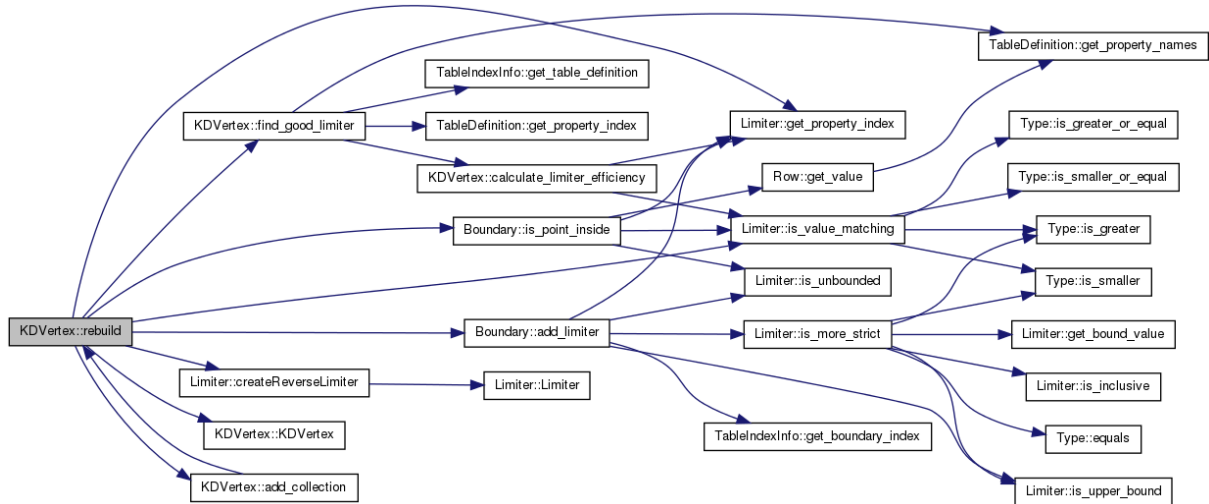 TableDefinition::get_property_names
TableIndexInfo::get_table_definition
KDVertex::find_good_limiter
TableDefinition::get_property_index
Limiter::get_property_index
Type::is_greater_or_equal
KDVertex::calculate_limiter_efficiency
Row::get_value
Type::is_smaller_or_equal
Boundary::is_point_inside
Limiter::is_value_matching
Type::is_greater
Limiter::is_unbounded
Type::is_smaller
KDVertex::rebuild
Boundary::add_limiter
Limiter::is_more_strict
Limiter::get_bound_value
Limiter::createReverseLimiter
Limiter::Limiter
Limiter::is_inclusive
KDVertex::KDVertex
TableIndexInfo::get_boundary_index
Type::equals
KDVertex::add_collection
Limiter::is_upper_bound